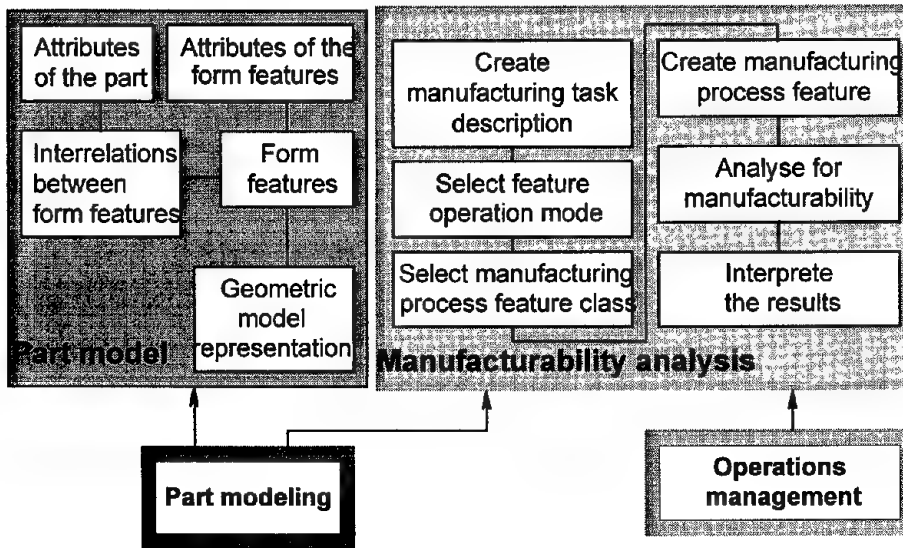 Attributes
of the part
Attributes of the
form features
Interrelations
between
form features
Form
features
Geometric
model
representation
Part model
Create
manufacturing task
description
Select feature
operation mode
Select manufacturing
process feature class
Create manufacturing
process feature
Analyse for
manufacturability
Interprete
the results
Manufacturability analysis
Part modeling
Operations
management